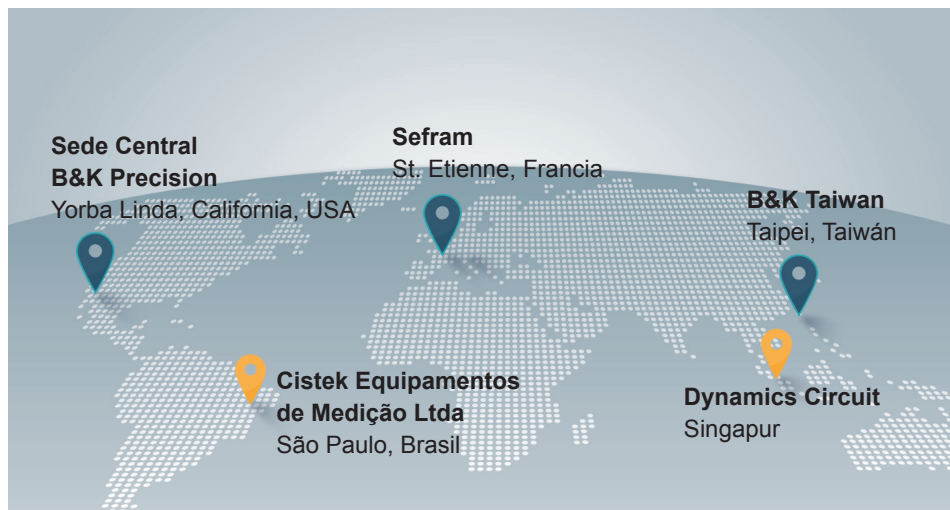 Sede Central
B&K Precision
Yorba Linda, California, USA
Sefram
St. Etienne, Francia
B&K Taiwan
Taipei, Taiwán
Cistek Equipamentos
de Medição Ltda
São Paulo, Brasil
Dynamics Circuit
Singapur